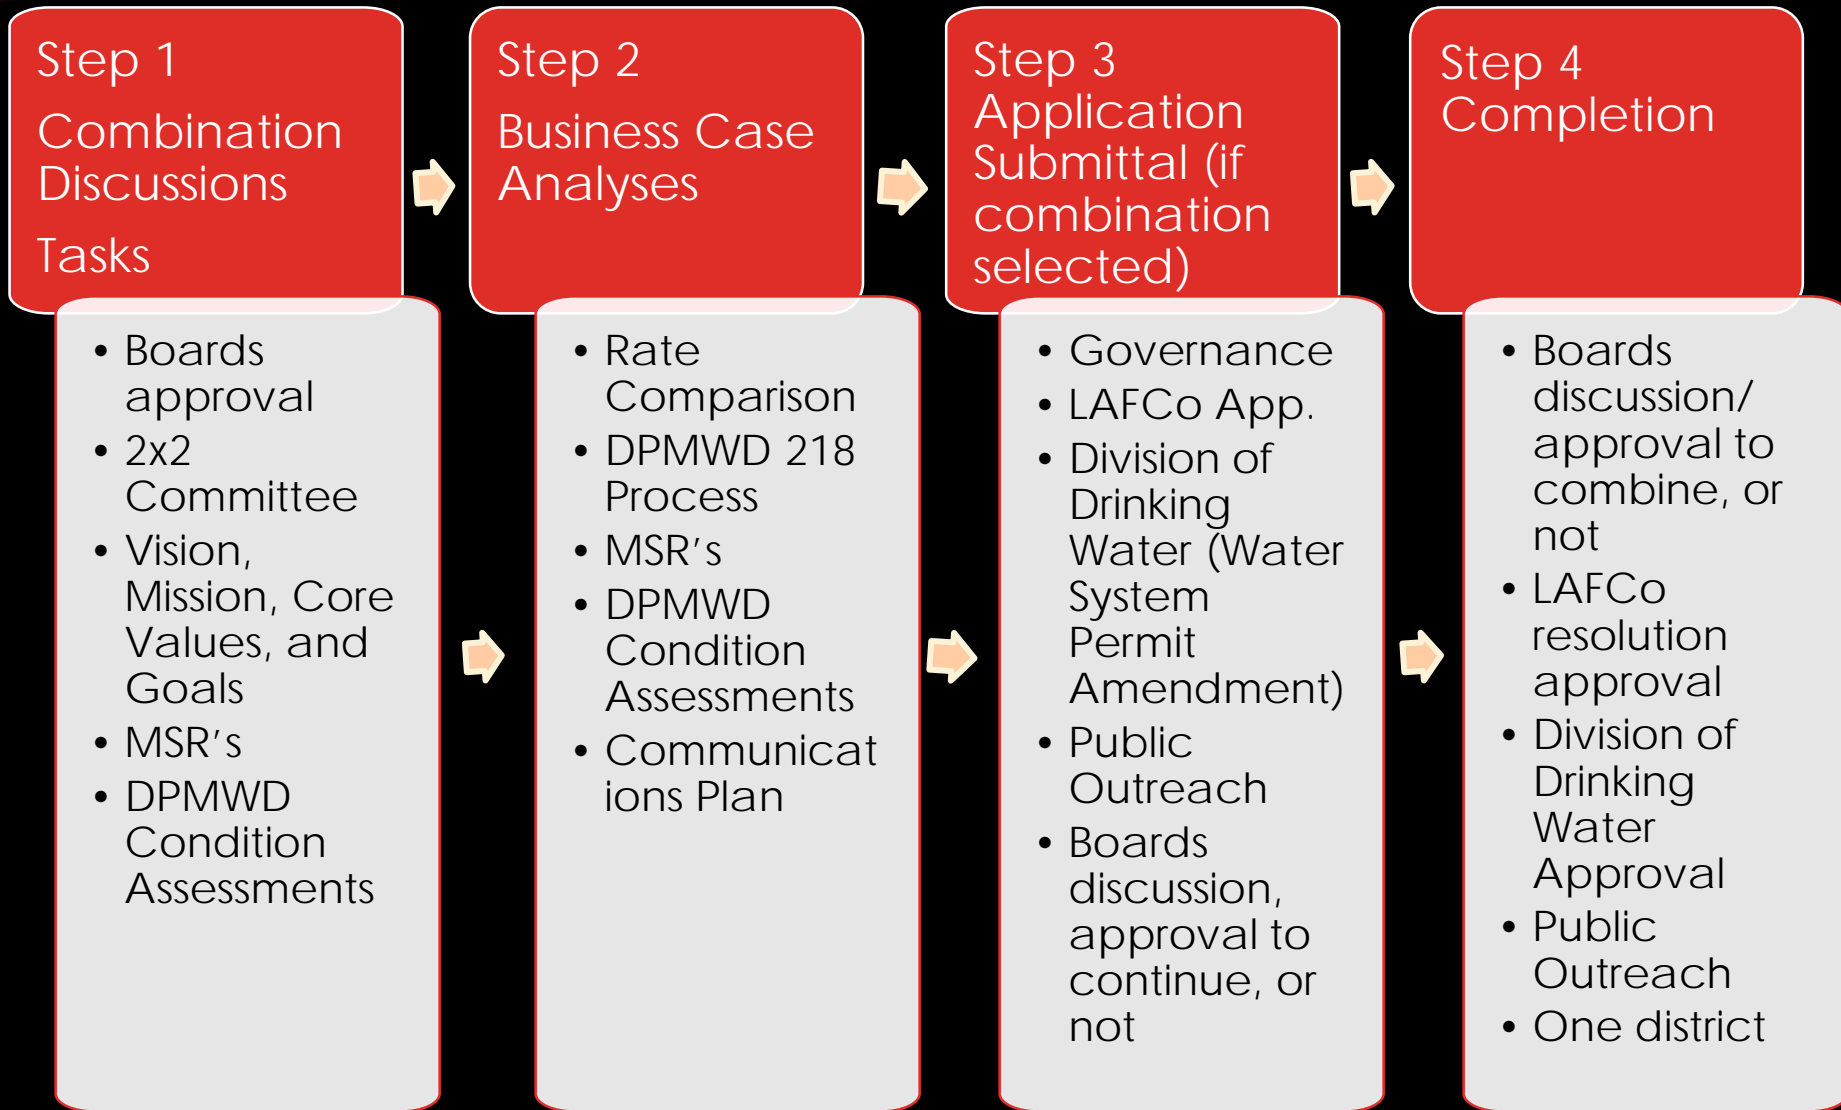 Step 1
Combination
Discussions
Tasks
• Boards
approval
• 2x2
Committee
• Vision,
Mission, Core
Values, and
Goals
• MSR's
• DPMWD
Condition
Assessments
Step 2
Business Case
Analyses
• Rate
Comparison
• DPMWD 218
Process
• MSR's
• DPMWD
Condition
Assessments
• Communicat
ions Plan
Step 3
Application
Submittal (if
combination
selected)
• Governance
• LAFCo App.
• Division of
Drinking
Water (Water
System
Permit
Amendment)
• Public
Outreach
• Boards
discussion,
approval to
continue, or
not
Step 4
Completion
• Boards
discussion/
approval to
combine, or
not
• LAFCo
resolution
approval
• Division of
Drinking
Water
Approval
• Public
Outreach
• One district